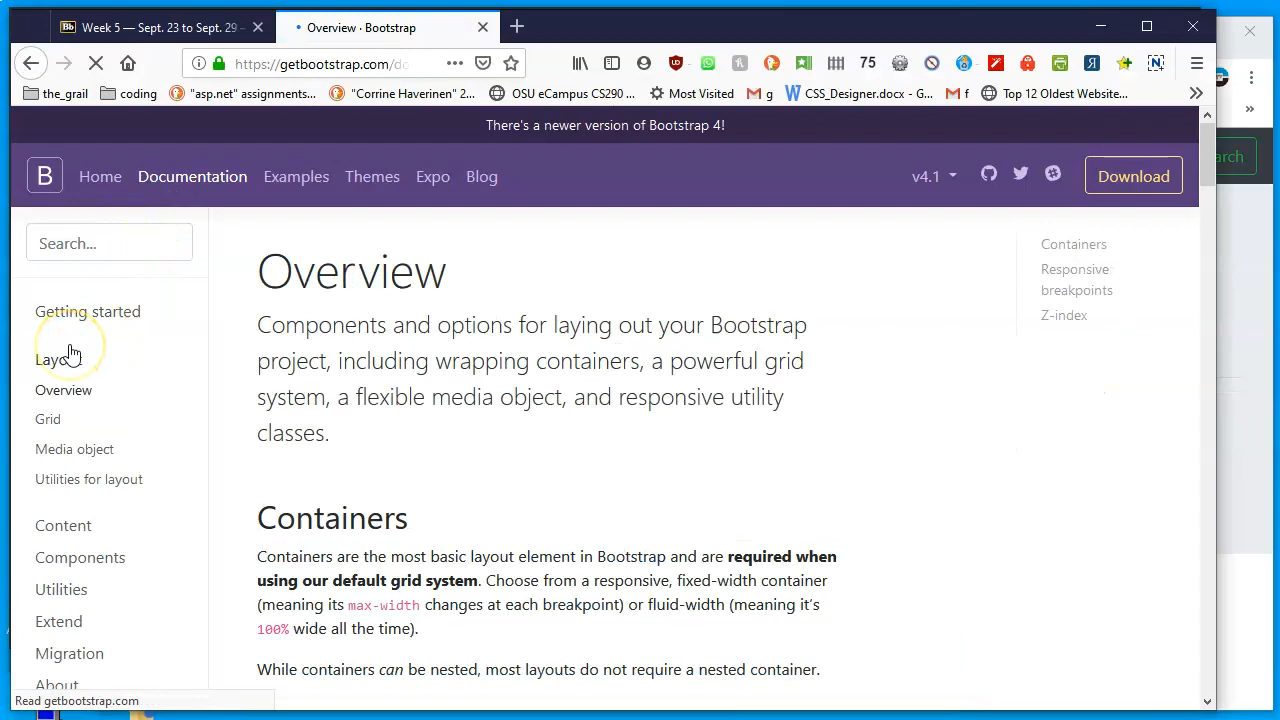 Bb Week 5 — Sept. 23 to Sept. 29 –
Overview · Bootstrap
https://getbootstrap.com/do
75
the_grail
coding
"asp.net" assignments...
"Corrine Haverinen" 2...
OSU eCampus CS290 ...
Most Visited
g
CSS_Designer.docx - G...
f
Top 12 Oldest Website...
There's a newer version of Bootstrap 4!
B
Home
Documentation
Examples
Themes
Expo
Blog
v4.1
Download
arch
Search...
Getting started
Layout
Overview
Grid
Media object
Utilities for layout
Content
Components
Utilities
Extend
Migration
About
Overview
Components and options for laying out your Bootstrap
project, including wrapping containers, a powerful grid
system, a flexible media object, and responsive utility
classes.
Containers
Containers are the most basic layout element in Bootstrap and are required when
using our default grid system. Choose from a responsive, fixed-width container
(meaning its max-width changes at each breakpoint) or fluid-width (meaning it's
100% wide all the time).
While containers can be nested, most layouts do not require a nested container.
Containers
Responsive
breakpoints
Z-index
Read getbootstrap.com